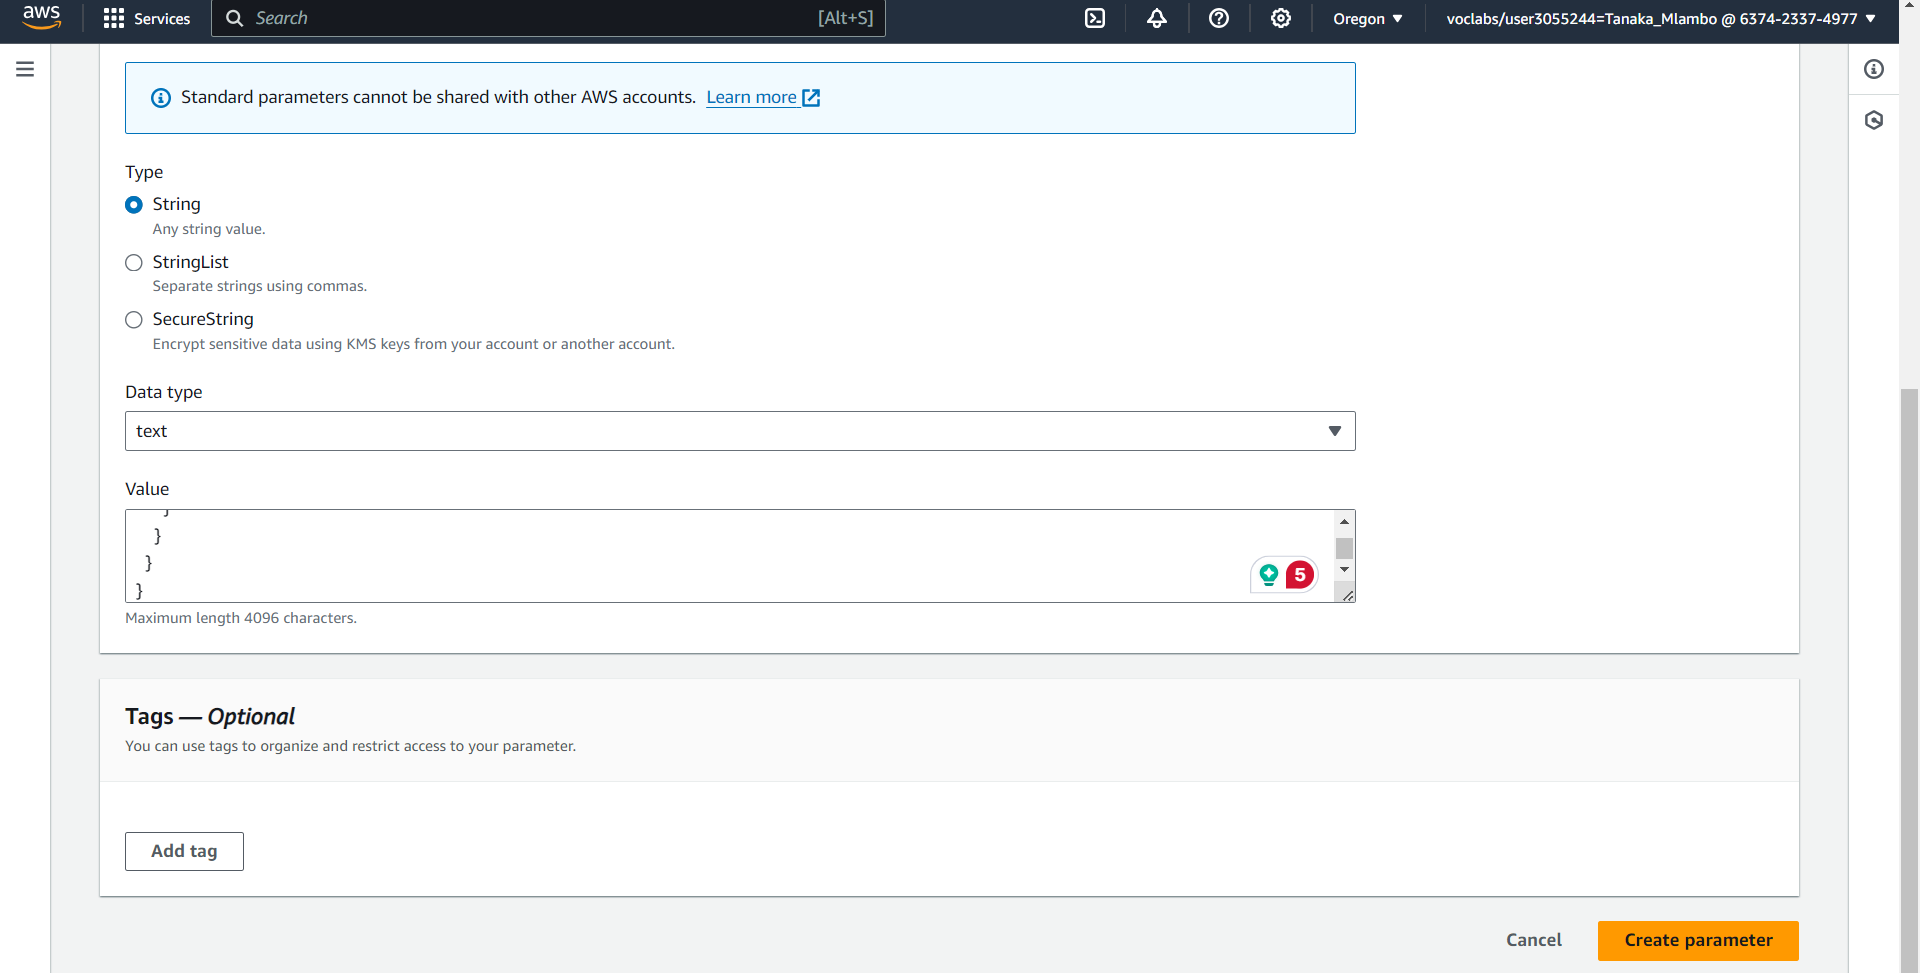 aws Services Search [Alt+S] Oregon voclabs/user3055244=Tanaka_Mlambo @ 6374-2337-4977
Standard parameters cannot be shared with other AWS accounts. Learn more
Type
String
Any string value.
StringList
Separate strings using commas.
SecureString
Encrypt sensitive data using KMS keys from your account or another account.
Data type
text
Value
}
}
}
}
5
Maximum length 4096 characters.
Tags — Optional
You can use tags to organize and restrict access to your parameter.
Add tag
Cancel Create parameter